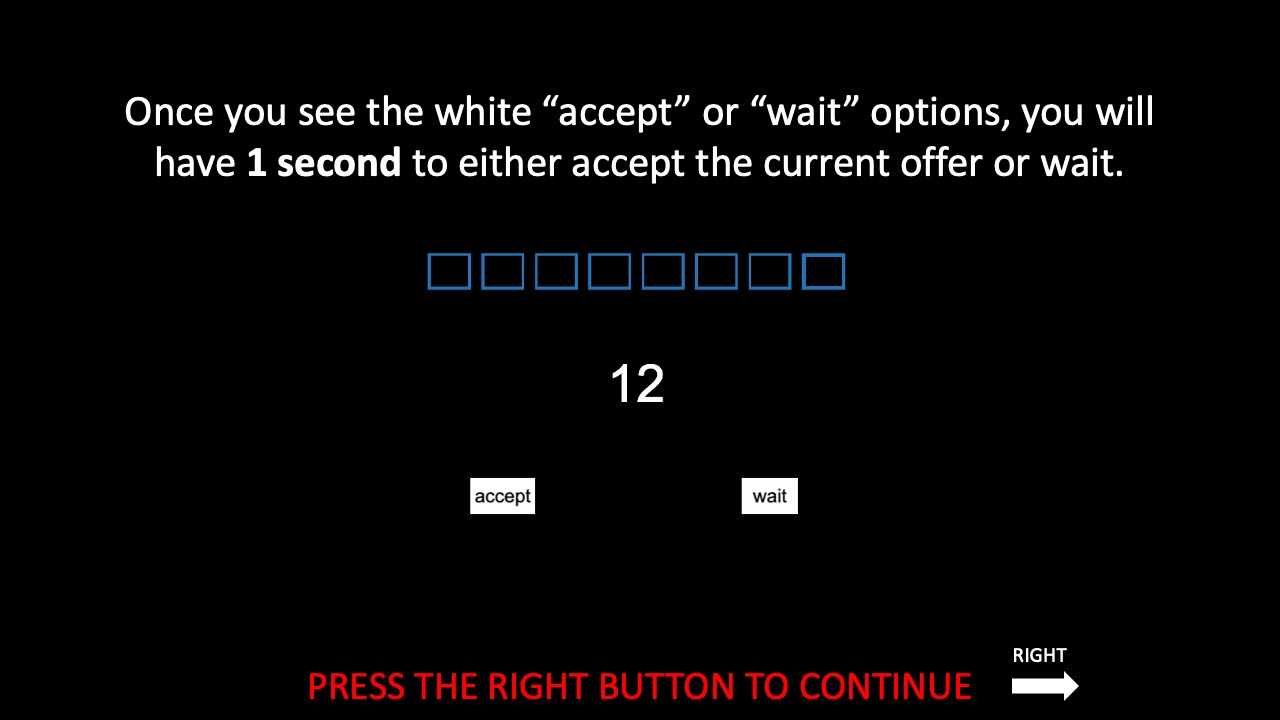 Once you see the white “accept” or “wait” options, you will
have 1 second to either accept the current offer or wait.
12
accept
wait
RIGHT
PRESS THE RIGHT BUTTON TO CONTINUE